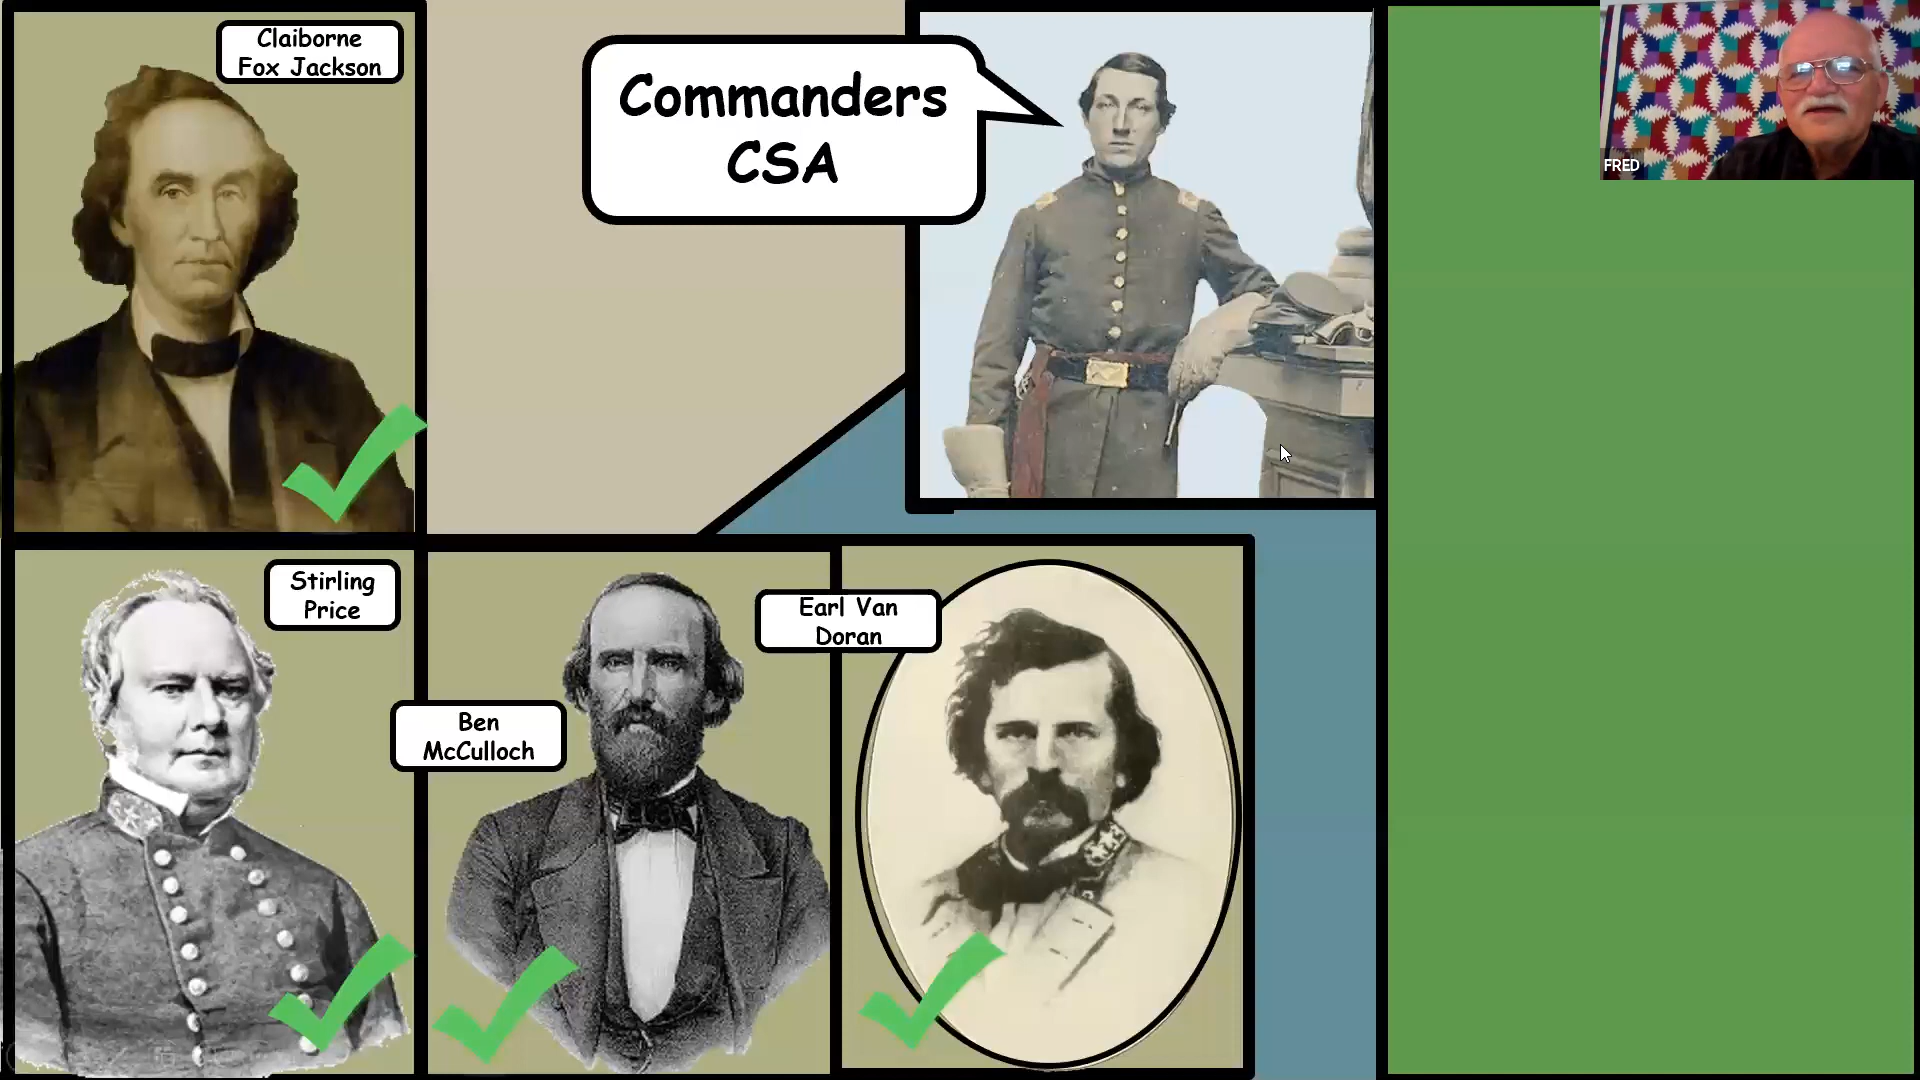 Claiborne
Fox Jackson
Commanders
CSA
FRED
Stirling
Price
Earl Van
Doran
Ben
McCulloch